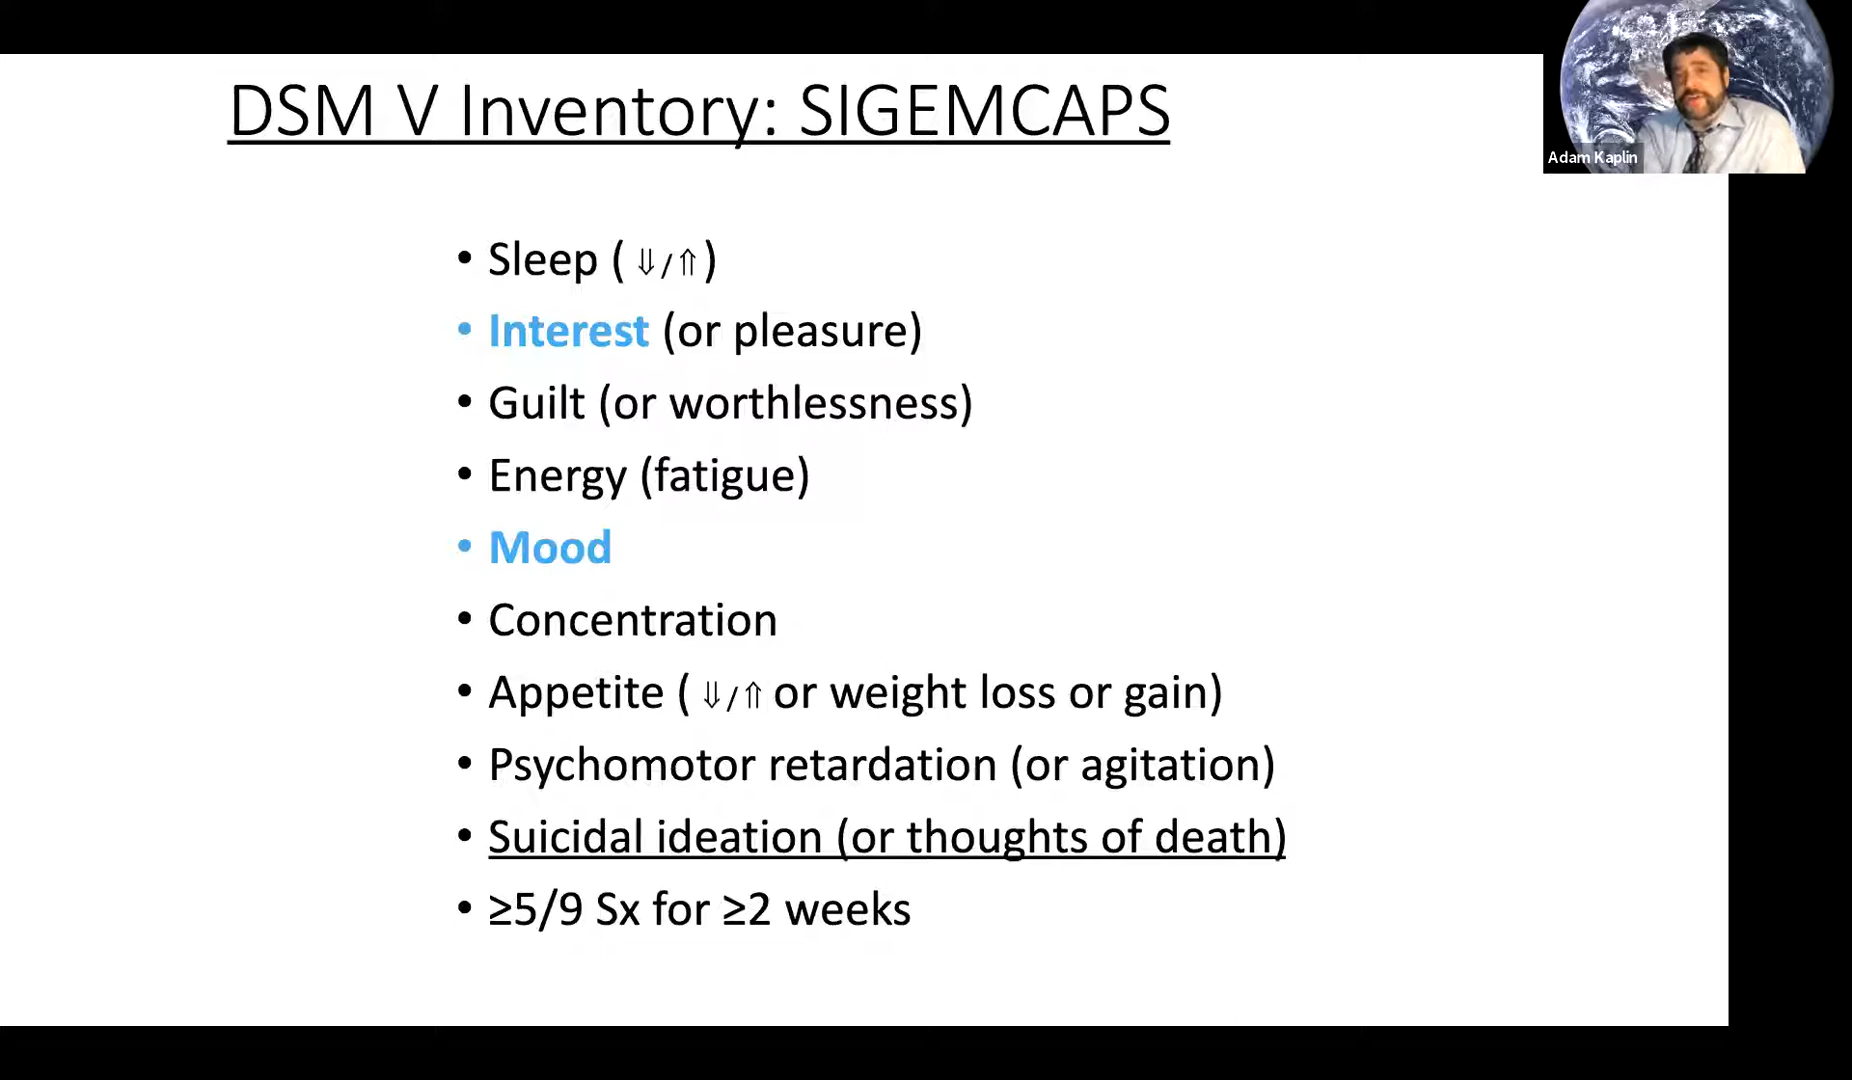 DSM V Inventory: SIGEMCAPS
Adam Kaplin
• Sleep (⇓/⇑)
• Interest (or pleasure)
• Guilt (or worthlessness)
• Energy (fatigue)
• Mood
• Concentration
• Appetite (⇓/⇑ or weight loss or gain)
• Psychomotor retardation (or agitation)
• Suicidal ideation (or thoughts of death)
• ≥5/9 Sx for ≥2 weeks